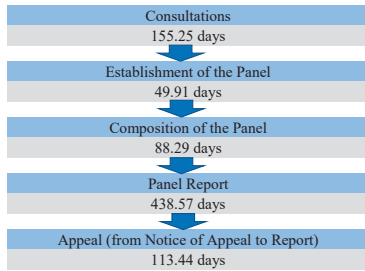 Consultations
155.25 days
Establishment of the Panel
49.91 days
Composition of the Panel
88.29 days
Panel Report
438.57 days
Appeal (from Notice of Appeal to Report)
113.44 days